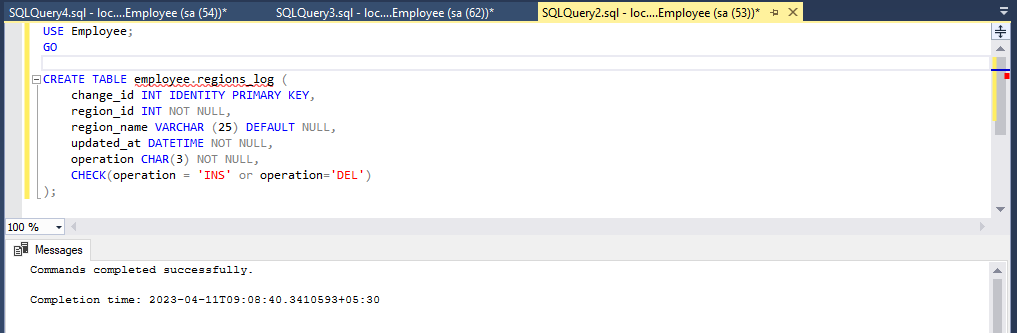 SQLQuery4.sql - loc....Employee (sa (54))* SQLQuery3.sql - loc....Employee (sa (62))* SQLQuery2.sql - loc....Employee (sa (53))*
USE Employee;
GO
CREATE TABLE employee.regions_log (
change_id INT IDENTITY PRIMARY KEY,
region_id INT NOT NULL,
region_name VARCHAR (25) DEFAULT NULL,
updated_at DATETIME NOT NULL,
operation CHAR(3) NOT NULL,
CHECK(operation = 'INS' or operation='DEL')
);
100 %
Messages
Commands completed successfully.
Completion time: 2023-04-11T09:08:40.3410593+05:30